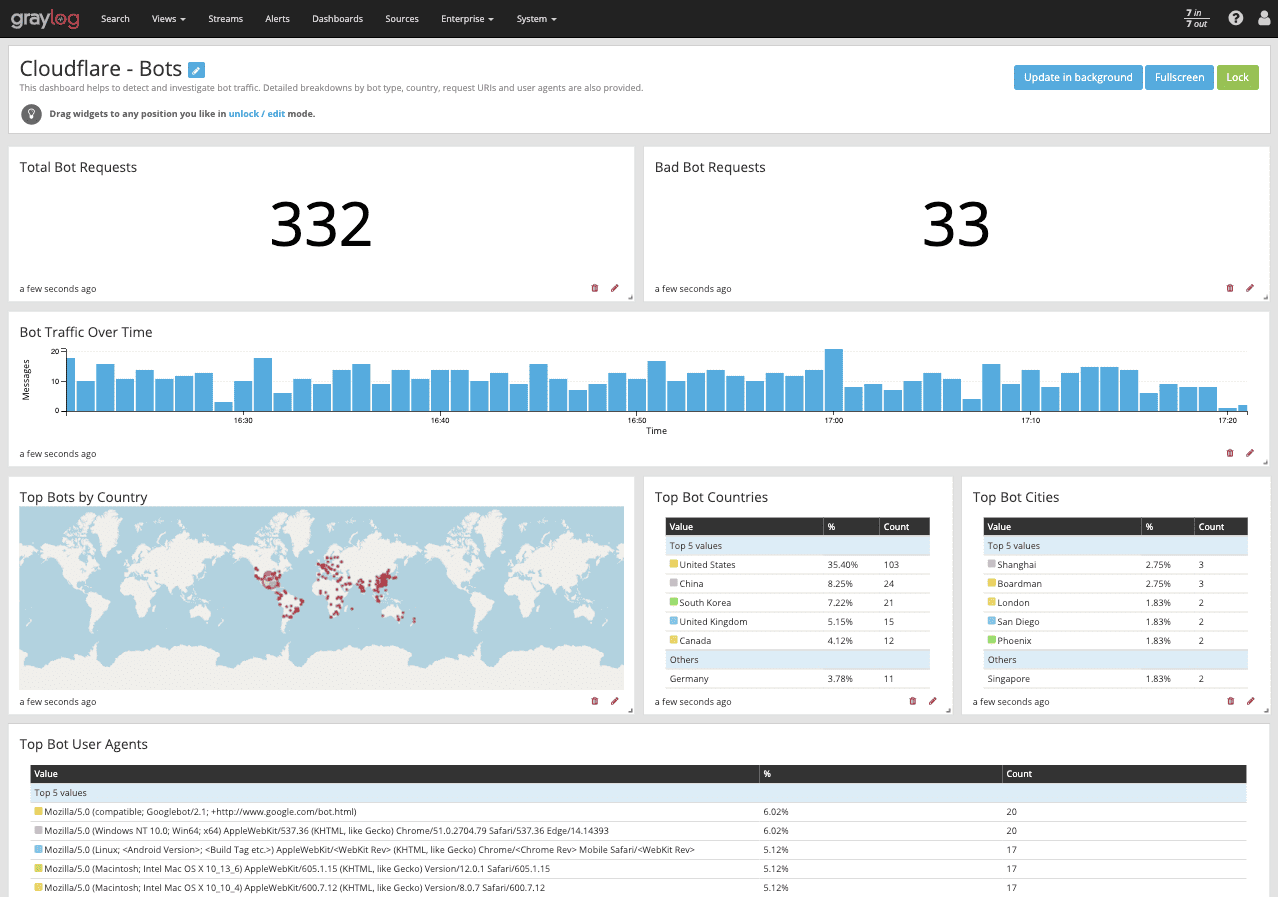 graylog Search Views Streams Alerts Dashboards Sources Enterprise System 7 in
7 out
Cloudflare - Bots
This dashboard helps to detect and investigate bot traffic. Detailed breakdowns by bot type, country, request URIs and user agents are also provided.
Update in background Fullscreen Lock
Drag widgets to any position you like in unlock / edit mode.
Total Bot Requests
332
a few seconds ago
Bad Bot Requests
33
a few seconds ago
Bot Traffic Over Time
Messages
20
10
0
16:30 16:40 16:50 17:00 17:10 17:20
Time
a few seconds ago
Top Bots by Country
a few seconds ago
Top Bot Countries
Value % Count
Top 5 values
United States 35.40% 103
China 8.25% 24
South Korea 7.22% 21
United Kingdom 5.15% 15
Canada 4.12% 12
Others
Germany 3.78% 11
a few seconds ago
Top Bot Cities
Value % Count
Top 5 values
Shanghai 2.75% 3
Boardman 2.75% 3
London 1.83% 2
San Diego 1.83% 2
Phoenix 1.83% 2
Others
Singapore 1.83% 2
a few seconds ago
Top Bot User Agents
Value % Count
Top 5 values
Mozilla/5.0 (compatible; Googlebot/2.1; +http://www.google.com/bot.html) 6.02% 20
Mozilla/5.0 (Windows NT 10.0; Win64; x64) AppleWebKit/537.36 (KHTML, like Gecko) Chrome/51.0.2704.79 Safari/537.36 Edge/14.14393 6.02% 20
Mozilla/5.0 (Linux; <Android Version>; <Build Tag etc.>) AppleWebKit/<WebKit Rev> (KHTML, like Gecko) Chrome/<Chrome Rev> Mobile Safari/<WebKit Rev> 5.12% 17
Mozilla/5.0 (Macintosh; Intel Mac OS X 10_13_6) AppleWebKit/605.1.15 (KHTML, like Gecko) Version/12.0.1 Safari/605.1.15 5.12% 17
Mozilla/5.0 (Macintosh; Intel Mac OS X 10_10_4) AppleWebKit/600.7.12 (KHTML, like Gecko) Version/8.0.7 Safari/600.7.12 5.12% 17